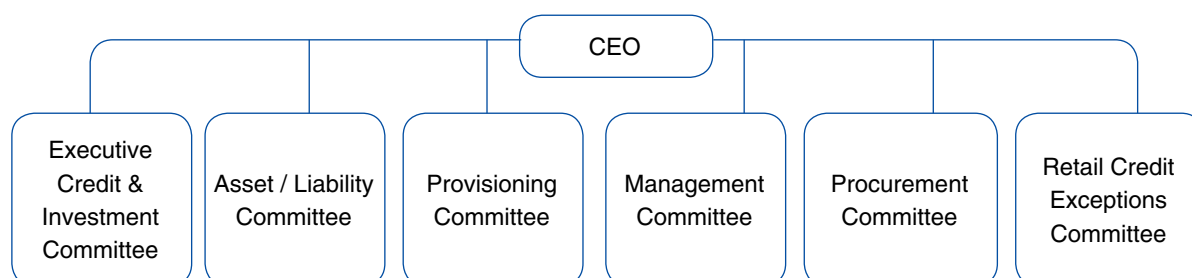 CEO
Executive
Credit &
Investment
Committee
Asset / Liability
Committee
Provisioning
Committee
Management
Committee
Procurement
Committee
Retail Credit
Exceptions
Committee